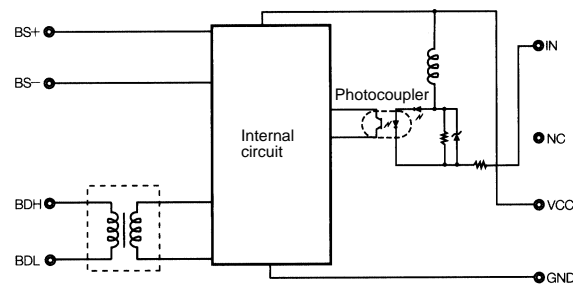 BS+
IN
BS−
Photocoupler
Internal
circuit
NC
BDH
VCC
BDL
GND